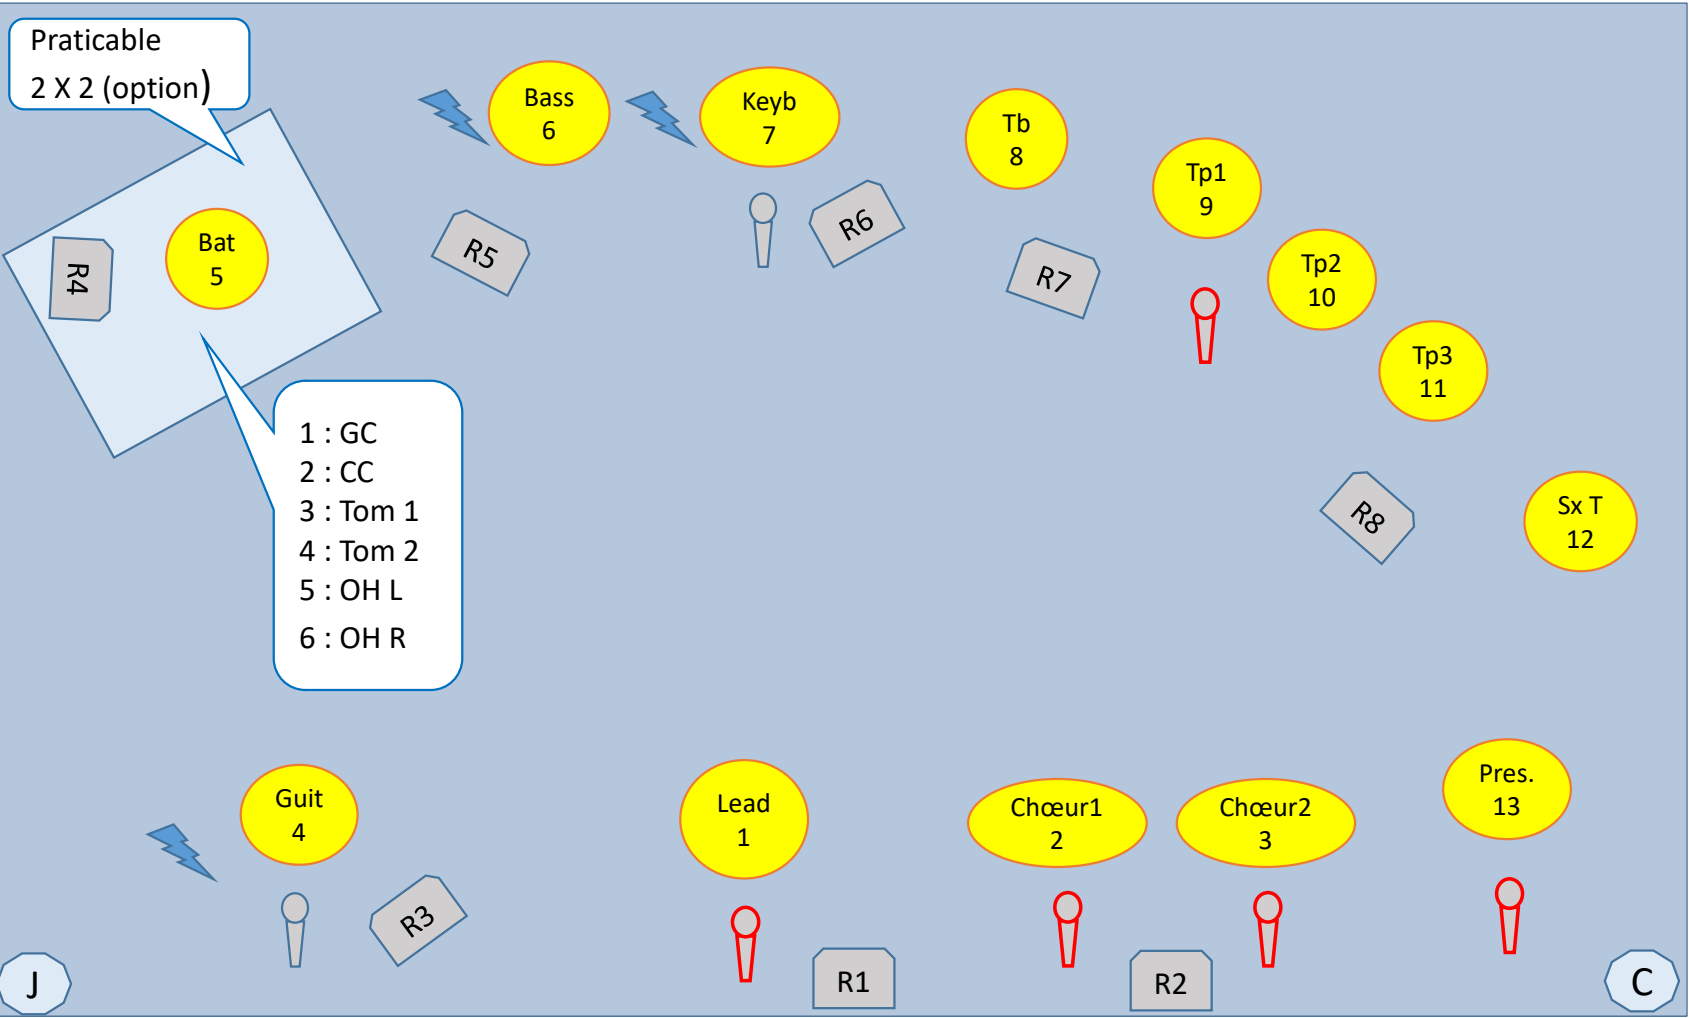 Praticable
2 X 2 (option)
Bass
6
Keyb
7
Tb
8
Tp1
9
Tp2
10
Tp3
11
Sx T
12
Bat
5
R4
R5
R6
R7
R8
1 : GC
2 : CC
3 : Tom 1
4 : Tom 2
5 : OH L
6 : OH R
Guit
4
Lead
1
Chœur1
2
Chœur2
3
Pres.
13
R3
R1
R2
J
C